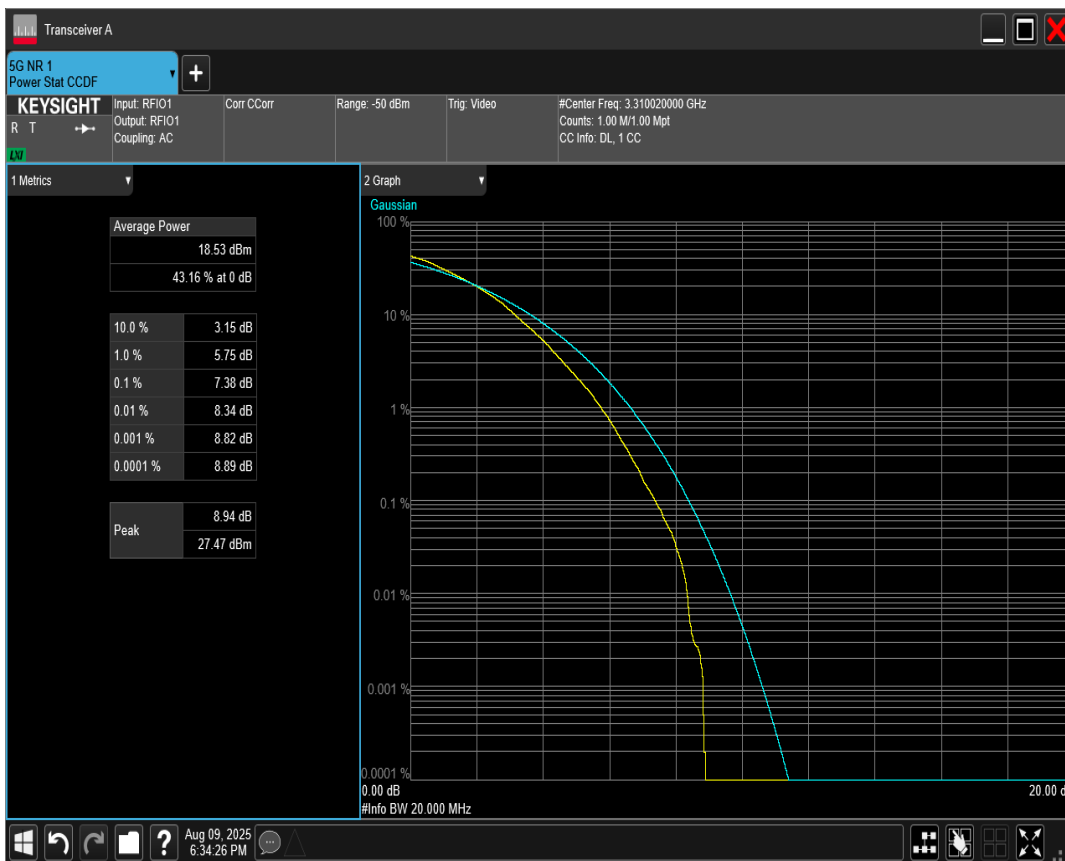 Transceiver A
5G NR 1
Power Stat CCDF
+
KEYSIGHT
R T
LXI
Input: RFIO1
Output: RFIO1
Coupling: AC
Corr CCorr
Range: -50 dBm
Trig: Video
#Center Freq: 3.310020000 GHz
Counts: 1.00 M/1.00 Mpt
CC Info: DL, 1 CC
1 Metrics
Average Power
18.53 dBm
43.16 % at 0 dB
10.0 % 3.15 dB
1.0 % 5.75 dB
0.1 % 7.38 dB
0.01 % 8.34 dB
0.001 % 8.82 dB
0.0001 % 8.89 dB
Peak
8.94 dB
27.47 dBm
2 Graph
Gaussian
100 %
10 %
1 %
0.1 %
0.01 %
0.001 %
0.0001 %
0.00 dB
20.00 d
#Info BW 20.000 MHz
?
Aug 09, 2025
6:34:26 PM